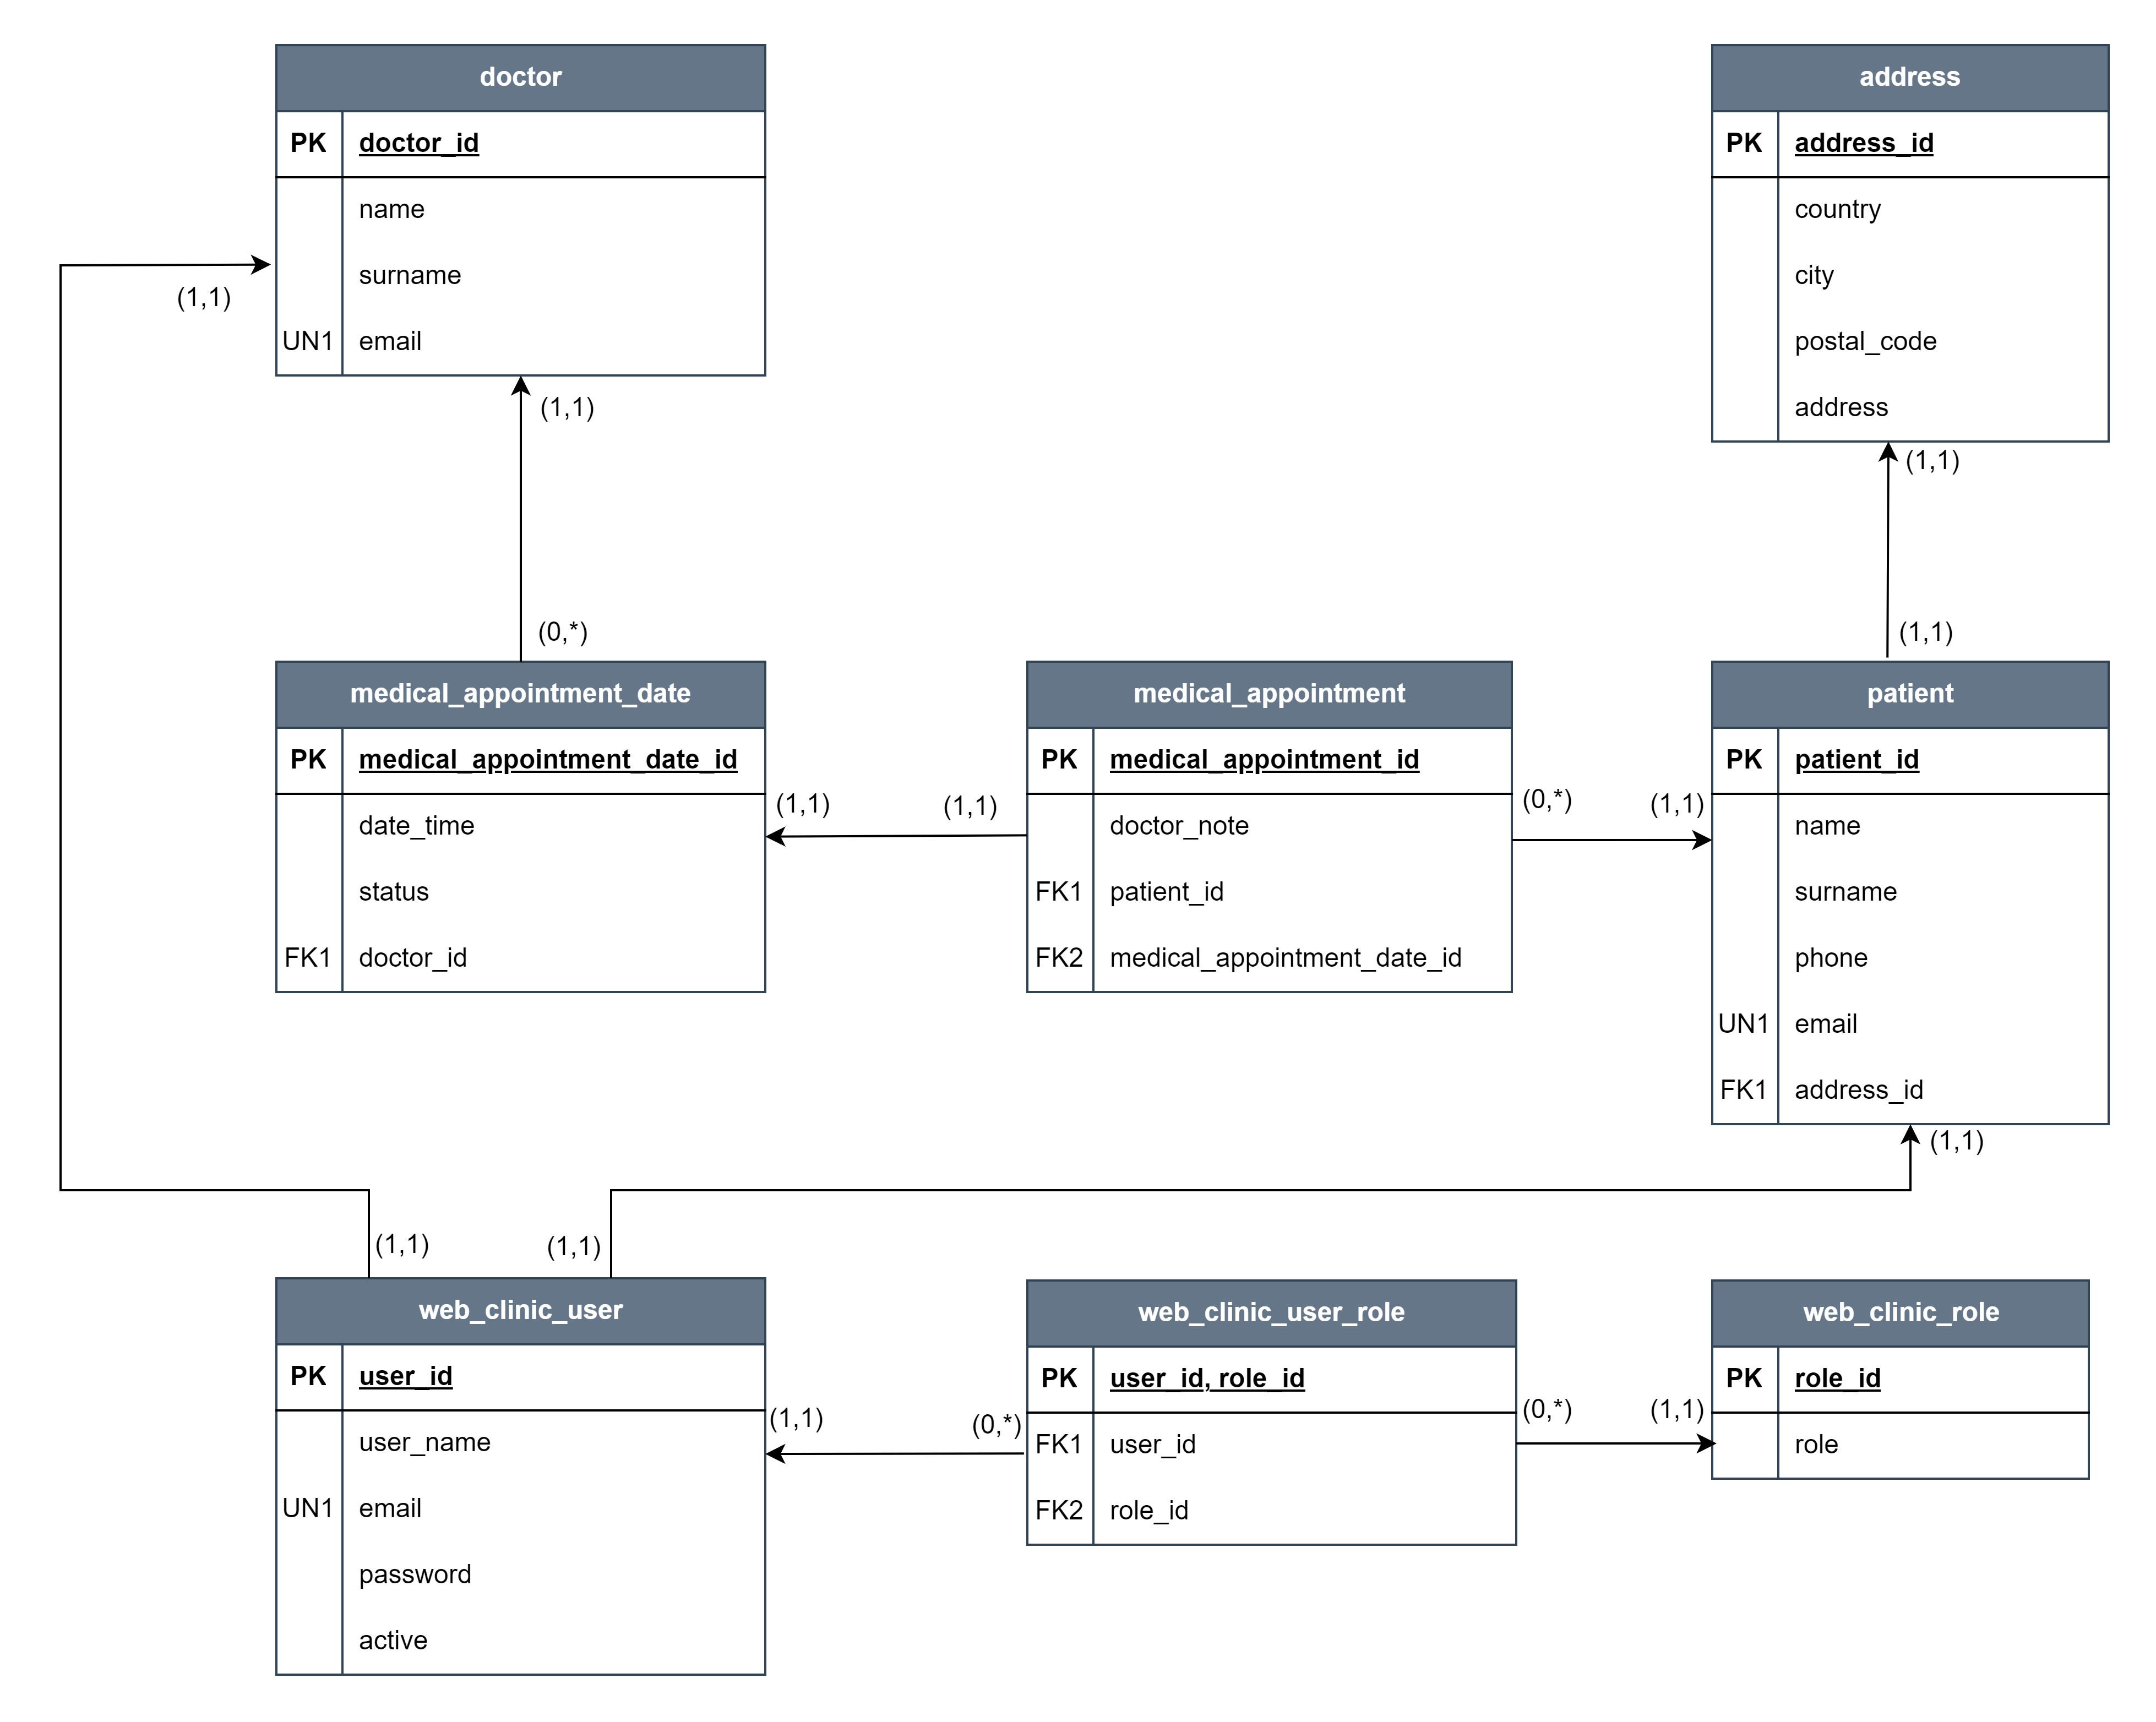 doctor
PK doctor_id
name
surname
UN1 email
address
PK address_id
country
city
postal_code
address
(1,1)
(1,1)
(0,*)
(1,1)
(1,1)
medical_appointment_date
PK medical_appointment_date_id
date_time
status
FK1 doctor_id
(1,1)
(1,1)
medical_appointment
PK medical_appointment_id
doctor_note
FK1 patient_id
FK2 medical_appointment_date_id
(0,*)
(1,1)
patient
PK patient_id
name
surname
phone
UN1 email
FK1 address_id
(1,1)
(1,1)
(1,1)
web_clinic_user
PK user_id
user_name
UN1 email
password
active
(1,1)
(0,*)
web_clinic_user_role
PK user_id, role_id
FK1 user_id
FK2 role_id
(0,*)
(1,1)
web_clinic_role
PK role_id
role